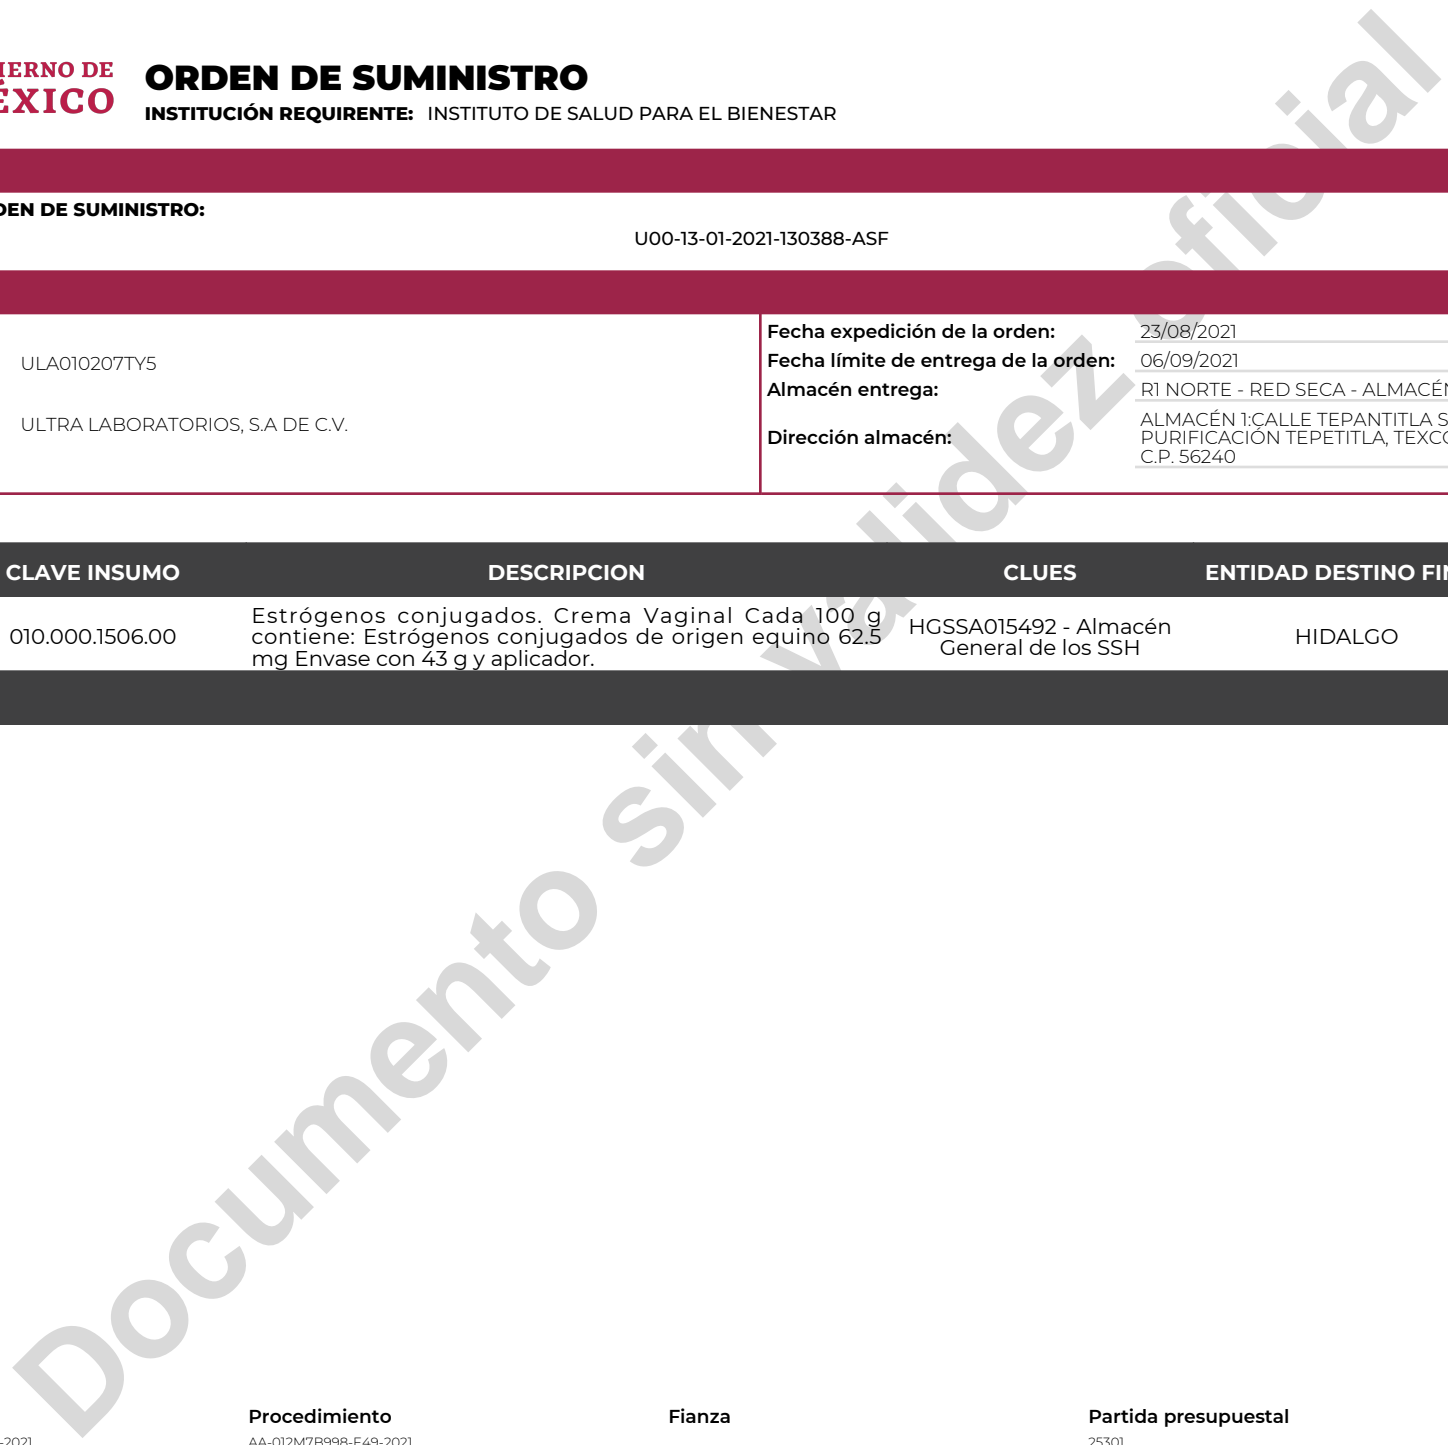 IERNO DE
ÉXICO
ORDEN DE SUMINISTRO
INSTITUCIÓN REQUIRENTE: INSTITUTO DE SALUD PARA EL BIENESTAR
DEN DE SUMINISTRO:
U00-13-01-2021-130388-ASF
ULA010207TY5
ULTRA LABORATORIOS, S.A DE C.V.
Fecha expedición de la orden: 23/08/2021
Fecha límite de entrega de la orden: 06/09/2021
Almacén entrega: R1 NORTE - RED SECA - ALMACÉN
Dirección almacén: ALMACÉN 1:CALLE TEPANTITLA S
PURIFICACIÓN TEPETITLA, TEXCO
C.P. 56240
CLAVE INSUMO DESCRIPCION CLUES ENTIDAD DESTINO FIN
010.000.1506.00
Estrógenos conjugados. Crema Vaginal Cada 100 g
contiene: Estrógenos conjugados de origen equino 62.5
mg Envase con 43 g y aplicador.
HGSSA015492 - Almacén
General de los SSH
HIDALGO
Documento sin validez oficial
Procedimiento Fianza Partida presupuestal
-2021 AA-012M7B998-E49-2021 25301